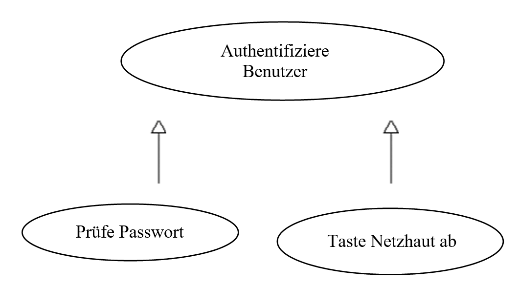 Authentifiziere
Benutzer
Prüfe Passwort
Taste Netzhaut ab